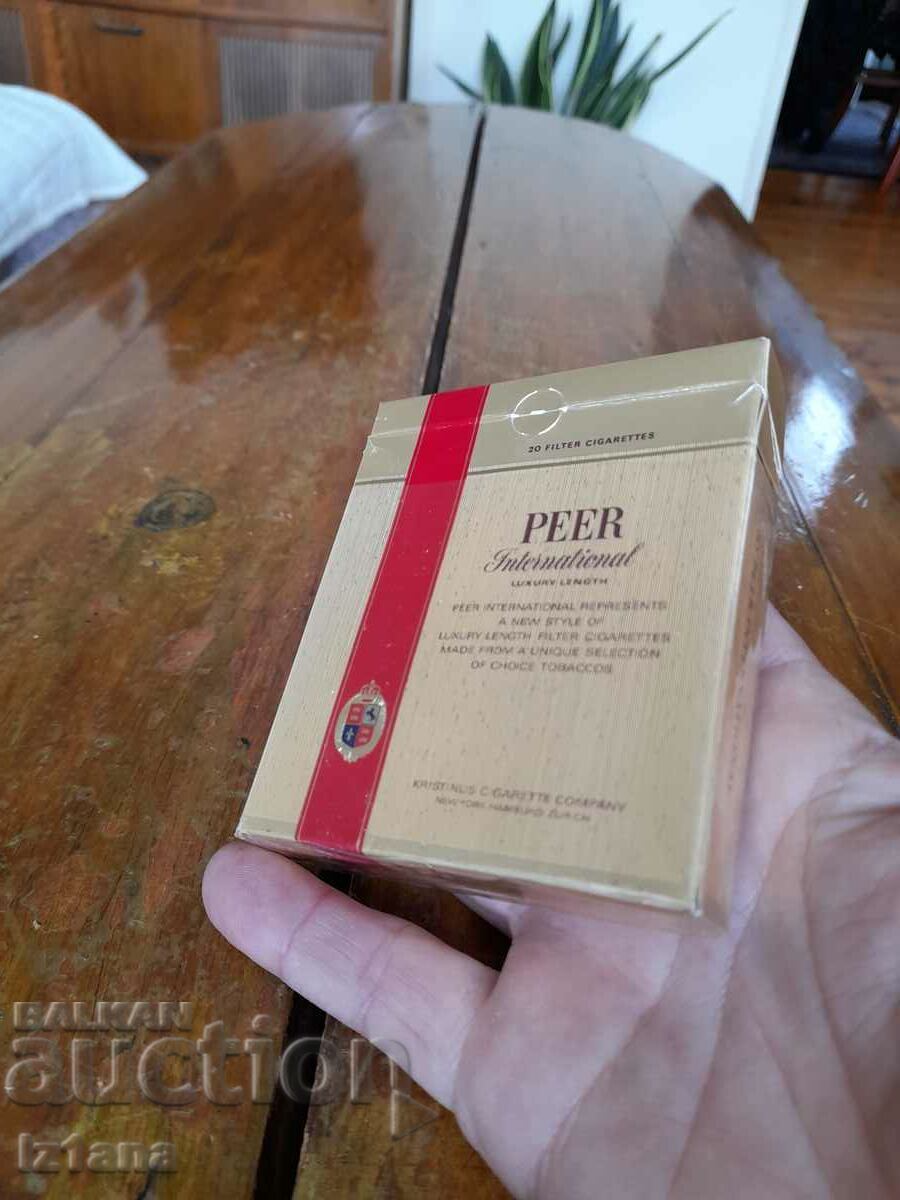 20 FILTER CIGARETTES
PEER
International
LUXURY LENGTH
PEER INTERNATIONAL REPRESENTS
A NEW STYLE OF
LUXURY LENGTH FILTER CIGARETTES
MADE FROM A UNIQUE SELECTION
OF CHOICE TOBACCOS
KRISTINUS CIGARETTE COMPANY
NEW YORK HAMBURG ZURICH
BALKAN
auction
Iz1ana